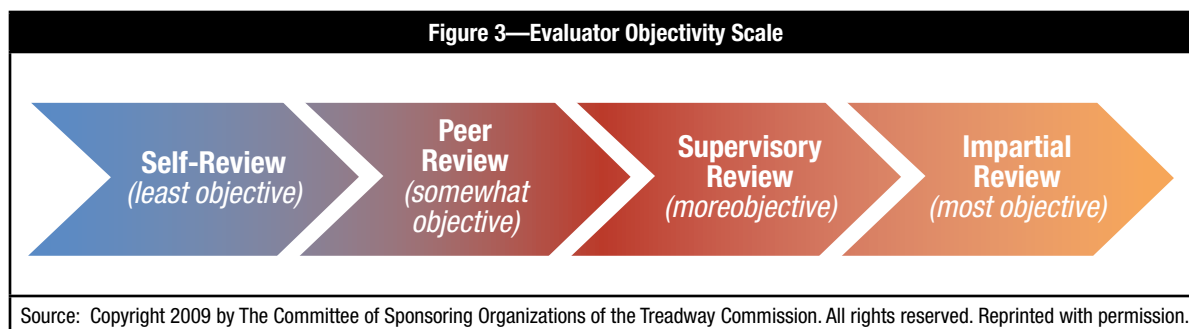 Figure 3—Evaluator Objectivity Scale
Self-Review
(least objective)
Peer
Review
(somewhat
objective)
Supervisory
Review
(moreobjective)
Impartial
Review
(most objective)
Source: Copyright 2009 by The Committee of Sponsoring Organizations of the Treadway Commission. All rights reserved. Reprinted with permission.